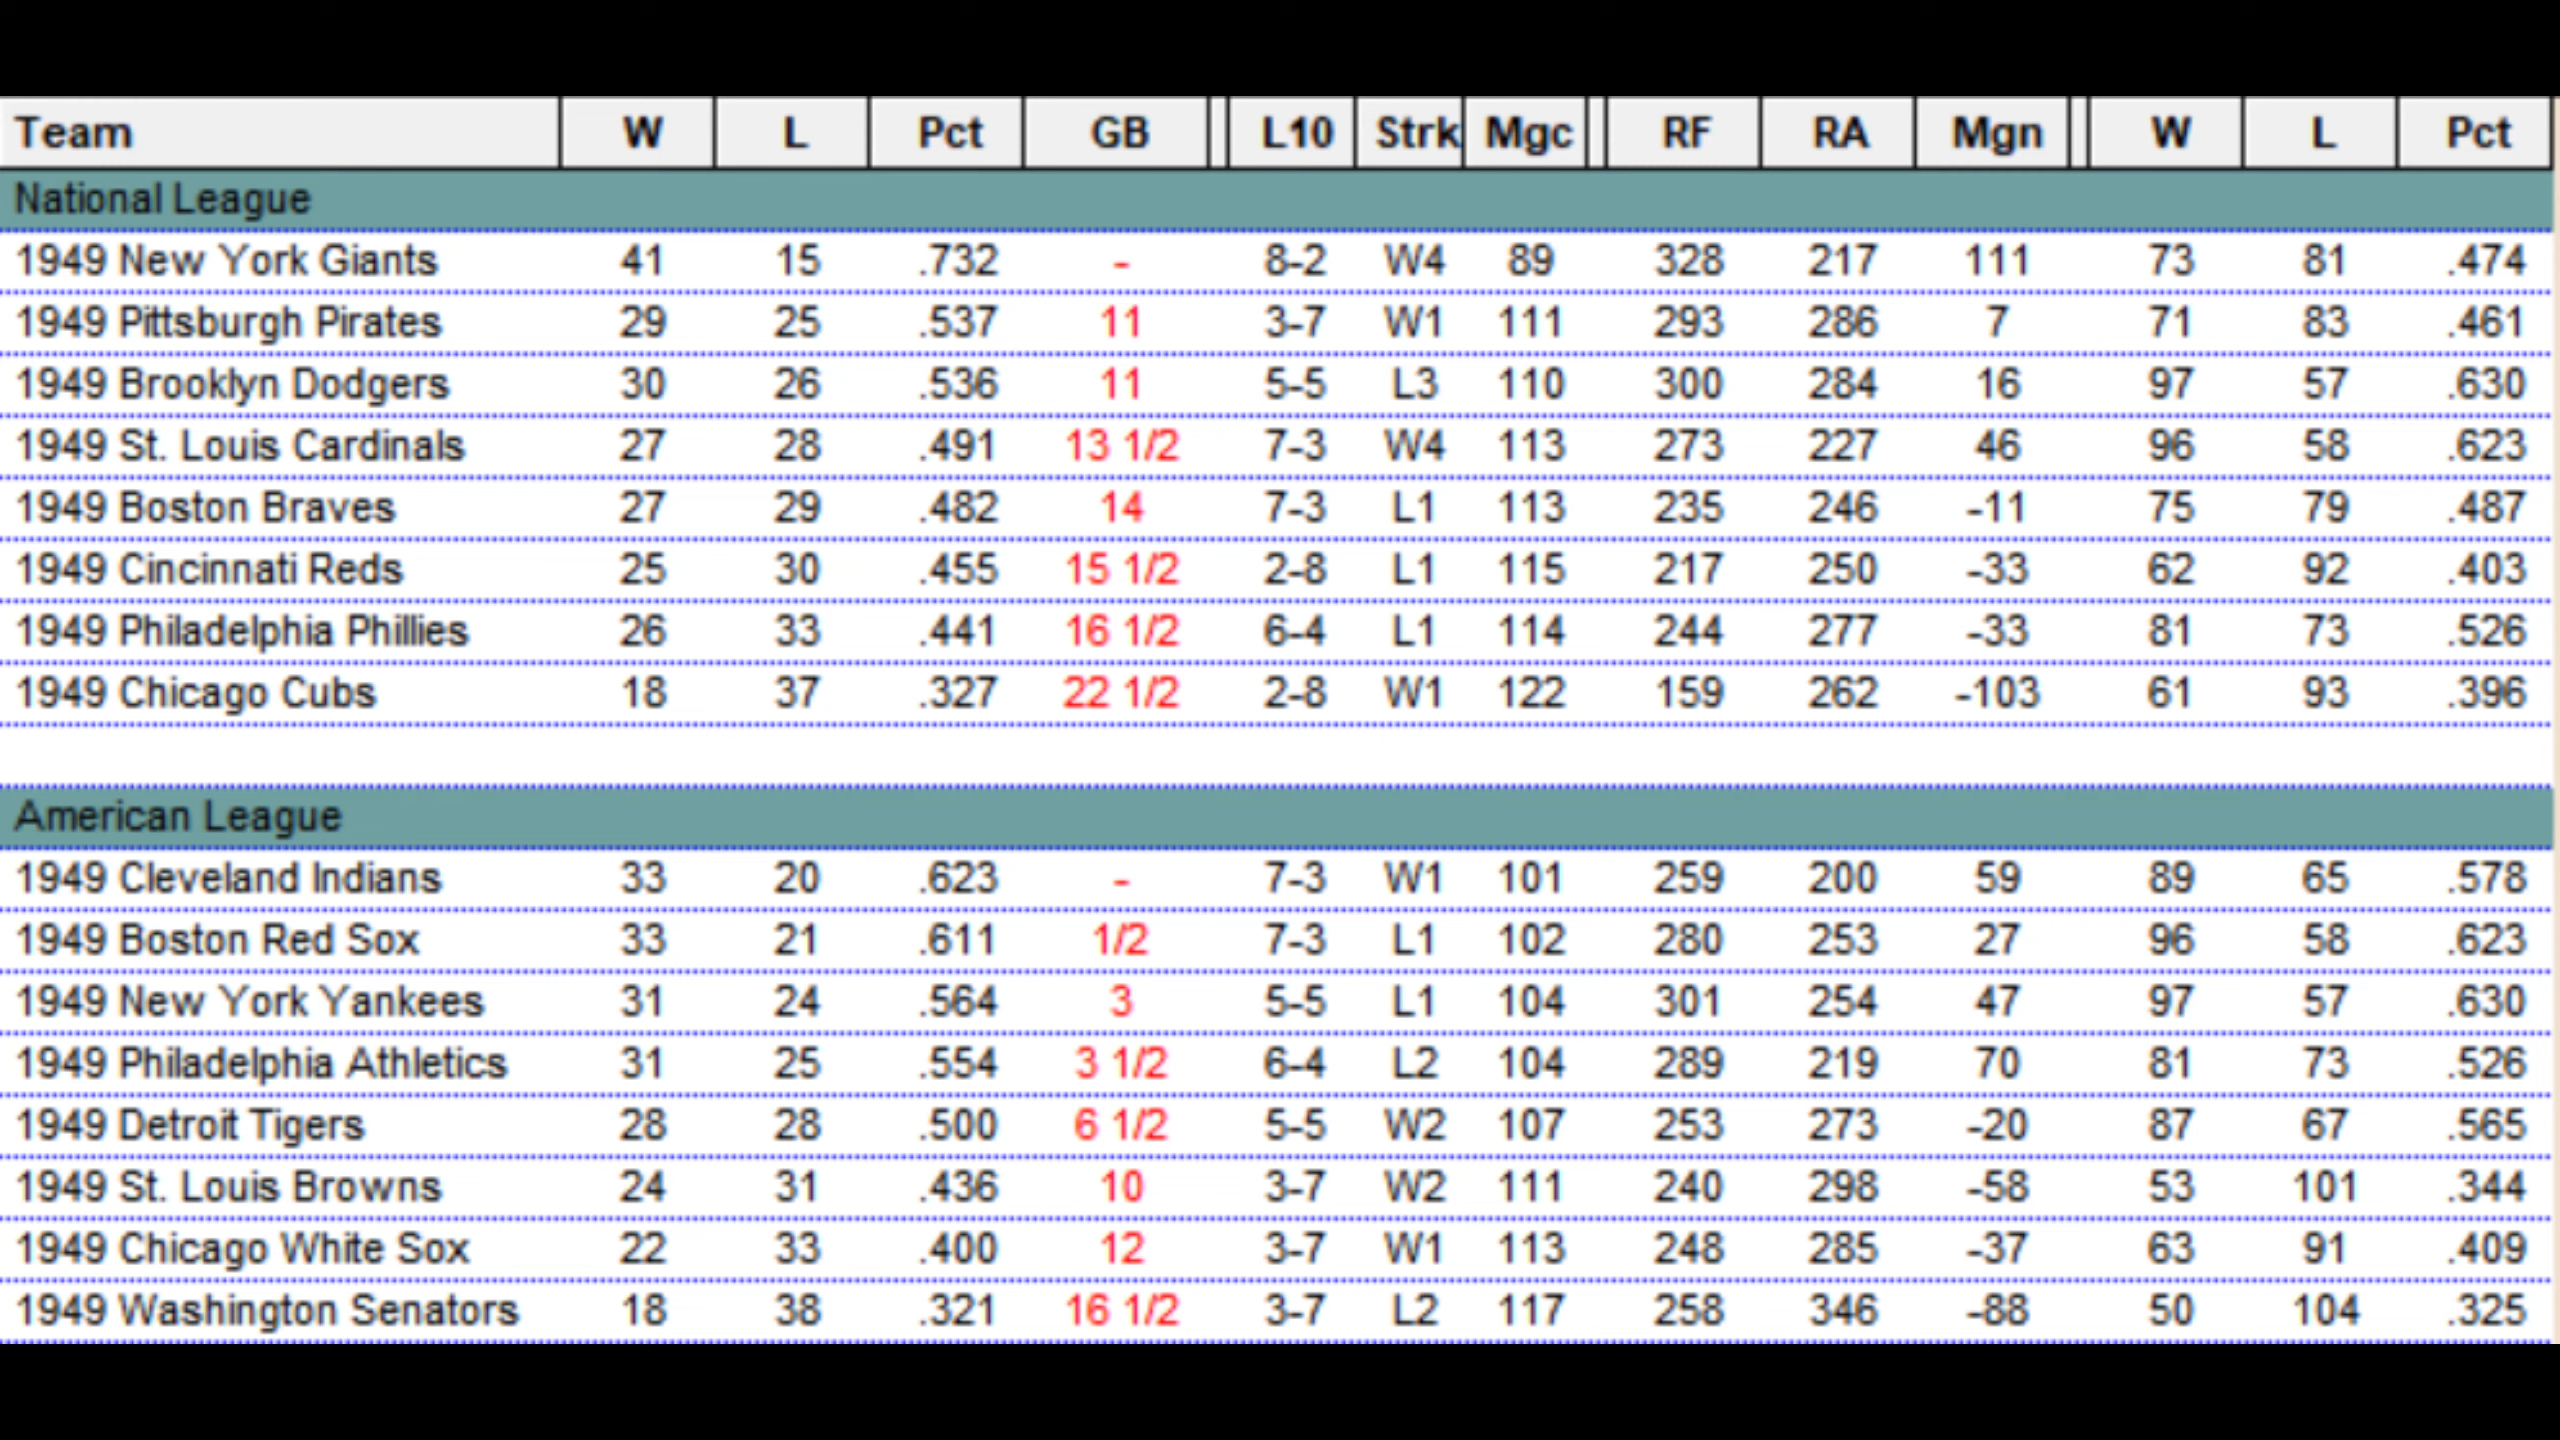 Team W L Pct GB L10 Strk Mgc RF RA Mgn W L Pct
National League
1949 New York Giants 41 15 .732 - 8-2 W4 89 328 217 111 73 81 .474
1949 Pittsburgh Pirates 29 25 .537 11 3-7 W1 111 293 286 7 71 83 .461
1949 Brooklyn Dodgers 30 26 .536 11 5-5 L3 110 300 284 16 97 57 .630
1949 St. Louis Cardinals 27 28 .491 13 1/2 7-3 W4 113 273 227 46 96 58 .623
1949 Boston Braves 27 29 .482 14 7-3 L1 113 235 246 -11 75 79 .487
1949 Cincinnati Reds 25 30 .455 15 1/2 2-8 L1 115 217 250 -33 62 92 .403
1949 Philadelphia Phillies 26 33 .441 16 1/2 6-4 L1 114 244 277 -33 81 73 .526
1949 Chicago Cubs 18 37 .327 22 1/2 2-8 W1 122 159 262 -103 61 93 .396
American League
1949 Cleveland Indians 33 20 .623 - 7-3 W1 101 259 200 59 89 65 .578
1949 Boston Red Sox 33 21 .611 1/2 7-3 L1 102 280 253 27 96 58 .623
1949 New York Yankees 31 24 .564 3 5-5 L1 104 301 254 47 97 57 .630
1949 Philadelphia Athletics 31 25 .554 3 1/2 6-4 L2 104 289 219 70 81 73 .526
1949 Detroit Tigers 28 28 .500 6 1/2 5-5 W2 107 253 273 -20 87 67 .565
1949 St. Louis Browns 24 31 .436 10 3-7 W2 111 240 298 -58 53 101 .344
1949 Chicago White Sox 22 33 .400 12 3-7 W1 113 248 285 -37 63 91 .409
1949 Washington Senators 18 38 .321 16 1/2 3-7 L2 117 258 346 -88 50 104 .325